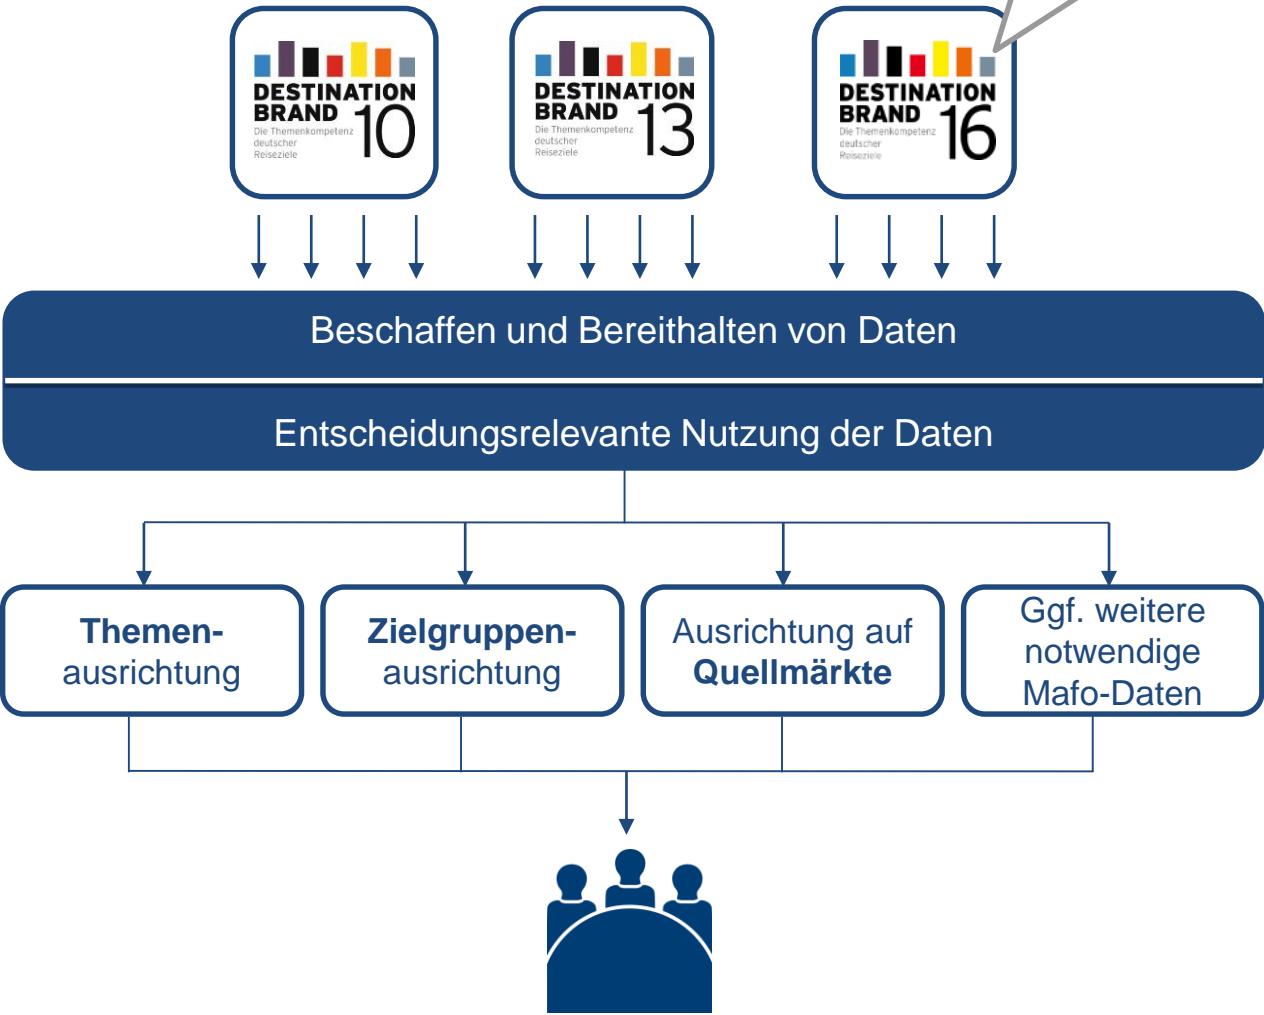 DESTINATION
BRAND 10
Die Themenkompetenz
deutscher
Reiseziele
DESTINATION
BRAND 13
Die Themenkompetenz
deutscher
Reiseziele
DESTINATION
BRAND 16
Die Themenkompetenz
deutscher
Reiseziele
Beschaffen und Bereithalten von Daten
Entscheidungsrelevante Nutzung der Daten
Themen-
ausrichtung
Zielgruppen-
ausrichtung
Ausrichtung auf
Quellmärkte
Ggf. weitere
notwendige
Mafo-Daten